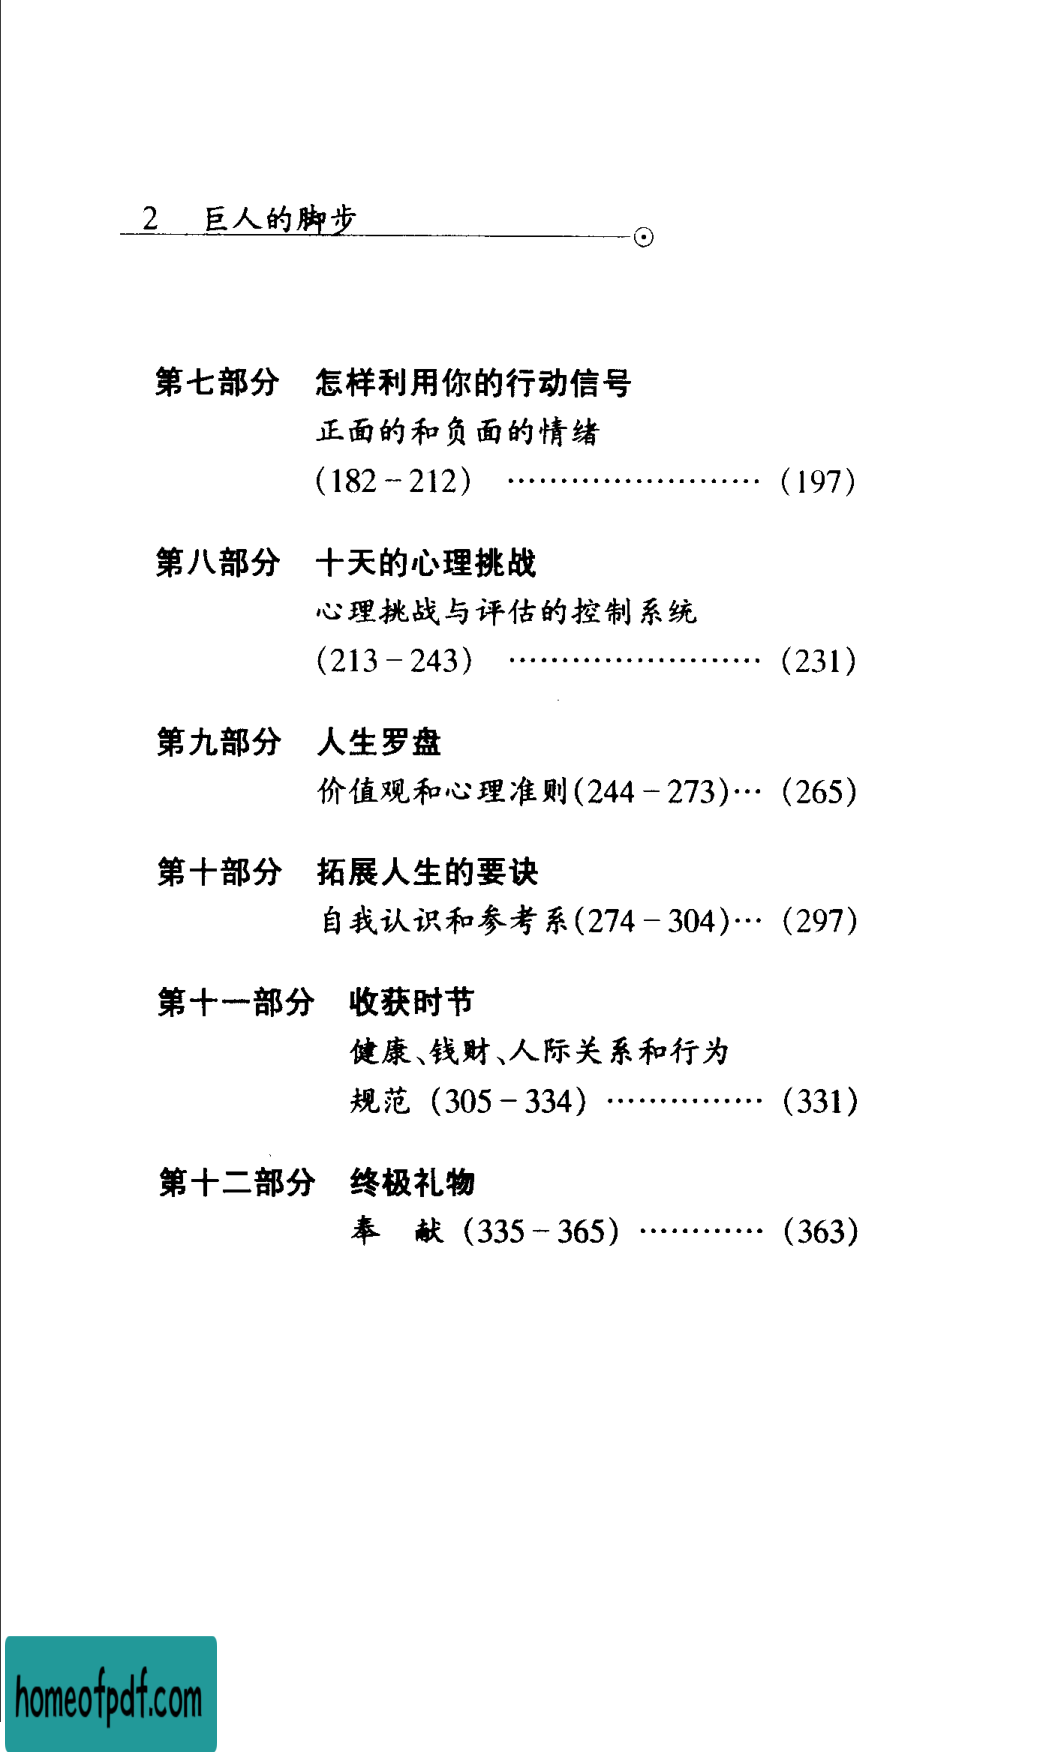 2 巨人的脚步
第七部分 怎样利用你的行动信号
正面的和负面的情绪
(182-212) ……………………(197)
第八部分 十天的心理挑战
心理挑战与评估的控制系统
(213-243) ……………………(231)
第九部分 人生罗盘
价值观和心理准则(244-273)…(265)
第十部分 拓展人生的要诀
自我认识和参考系(274-304)…(297)
第十一部分 收获时节
健康、钱财、人际关系和行为
规范(305-334)……………(331)
第十二部分 终极礼物
奉 献(335-365)…………(363)
homeofpdf.com